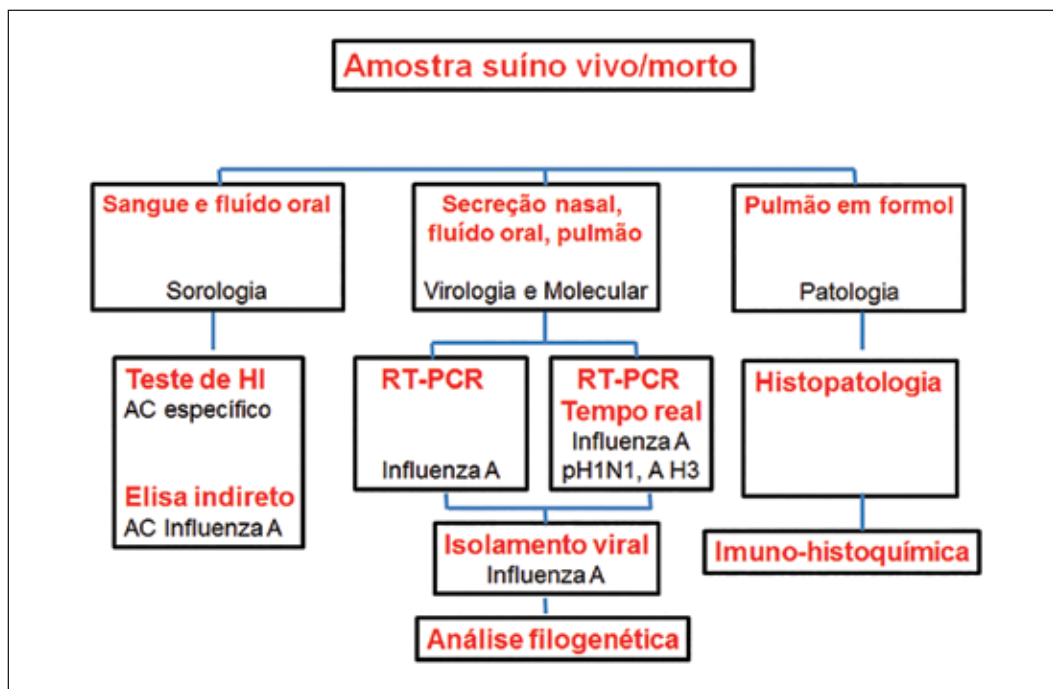 Amostra suíno vivo/morto
Sangue e fluído oral
Sorologia
Secreção nasal,
fluído oral, pulmão
Virologia e Molecular
Pulmão em formol
Patologia
Teste de HI
AC específico
Elisa indireto
AC Influenza A
RT-PCR
Influenza A
RT-PCR
Tempo real
Influenza A
pH1N1, A H3
Histopatologia
Isolamento viral
Influenza A
Imuno-histoquímica
Análise filogenética